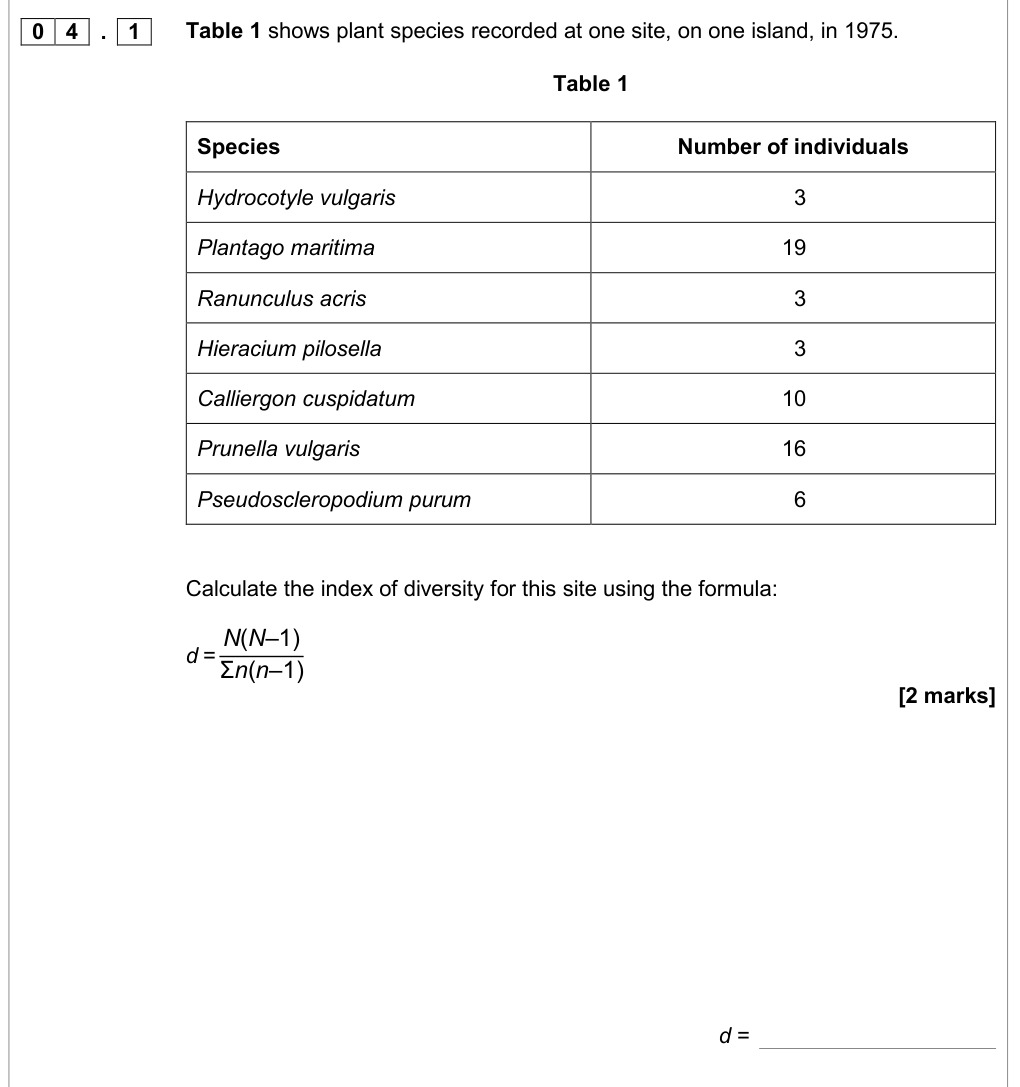 0 4 . 1 Table 1 shows plant species recorded at one site, on one island, in 1975.
Table 1
Species Number of individuals
Hydrocotyle vulgaris 3
Plantago maritima 19
Ranunculus acris 3
Hieracium pilosella 3
Calliergon cuspidatum 10
Prunella vulgaris 16
Pseudoscleropodium purum 6
Calculate the index of diversity for this site using the formula:
d = N(N–1)
Σn(n–1)
[2 marks]
d =